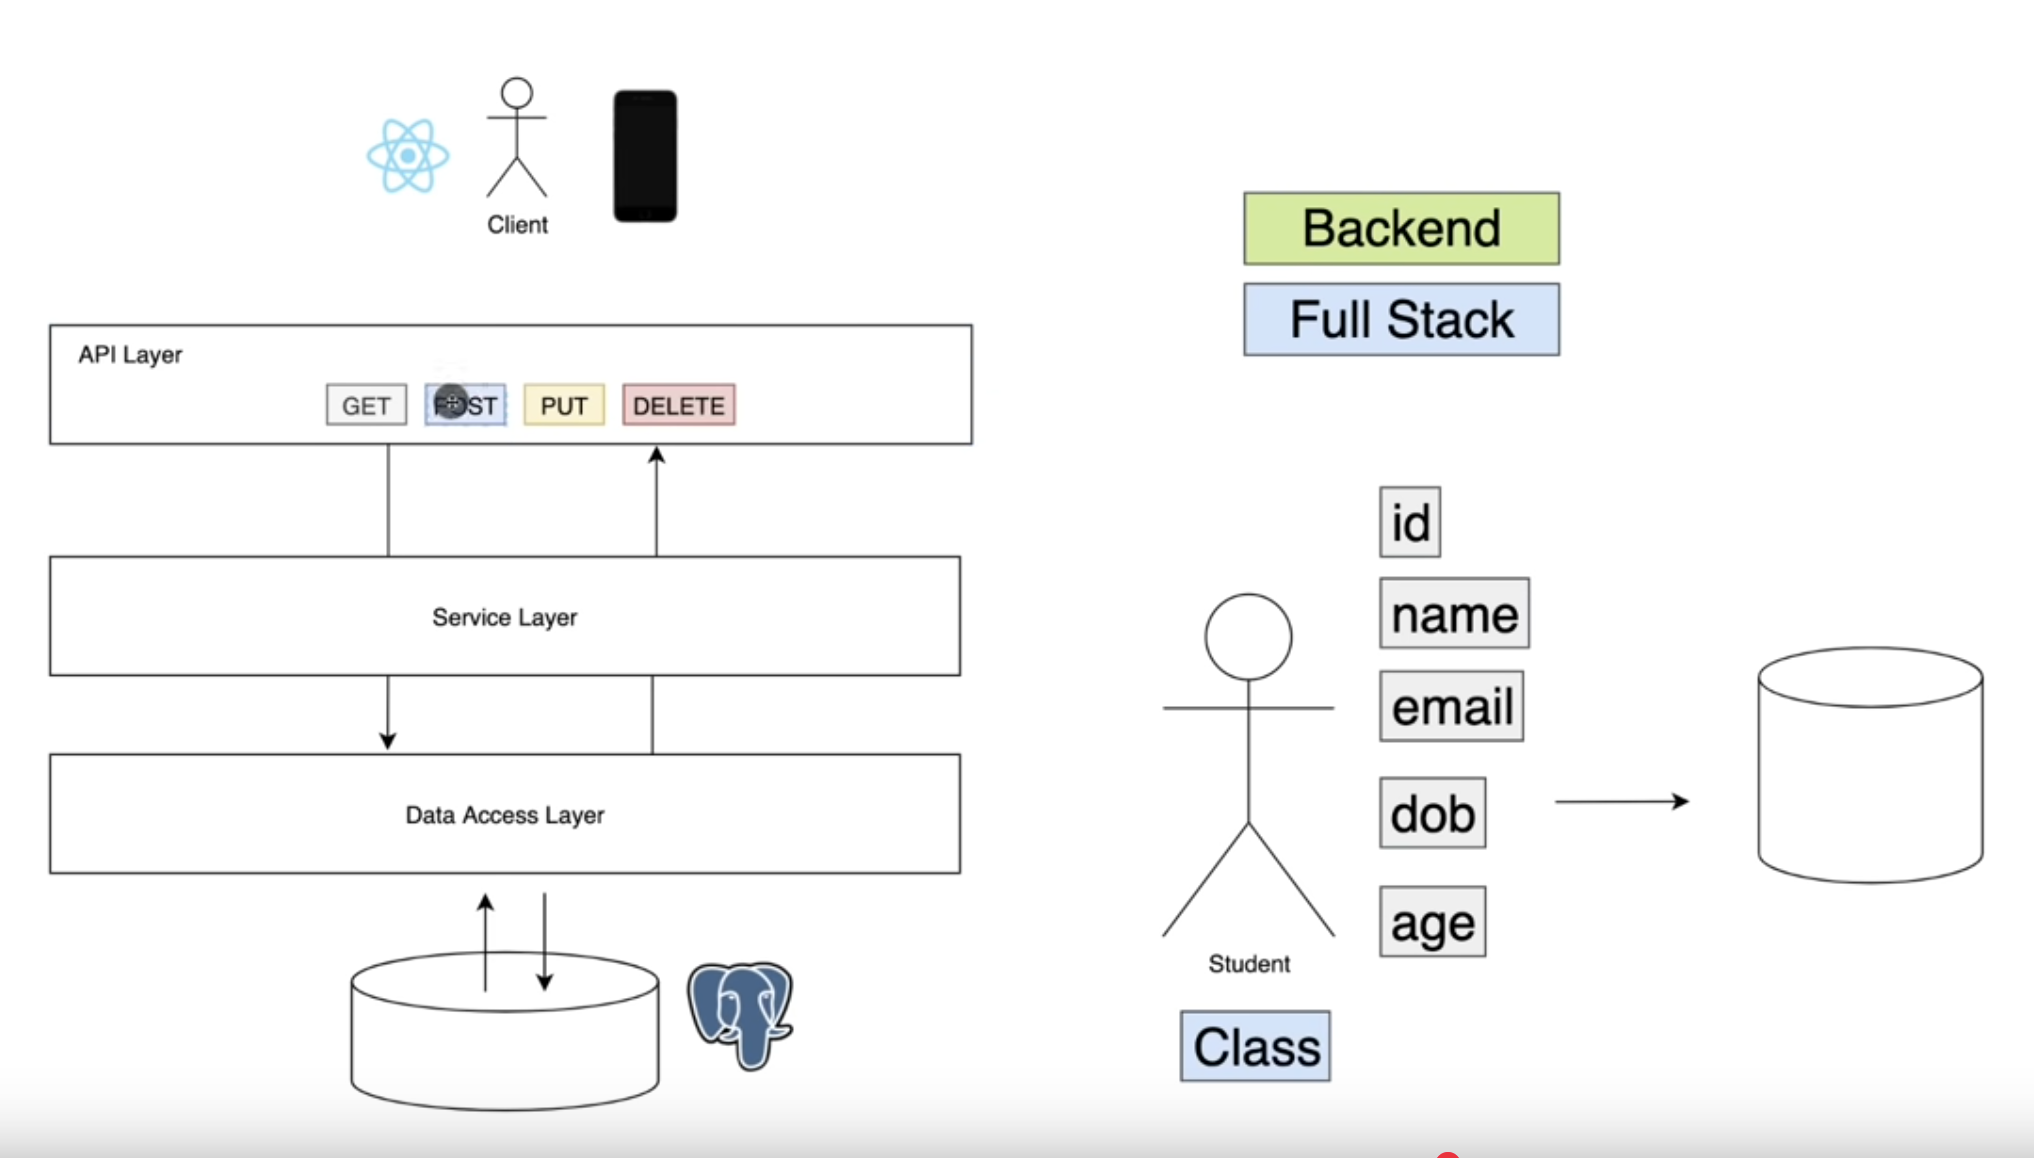 Client
API Layer
GET POST PUT DELETE
Service Layer
Data Access Layer
Backend
Full Stack
id
name
email
dob
age
Student
Class